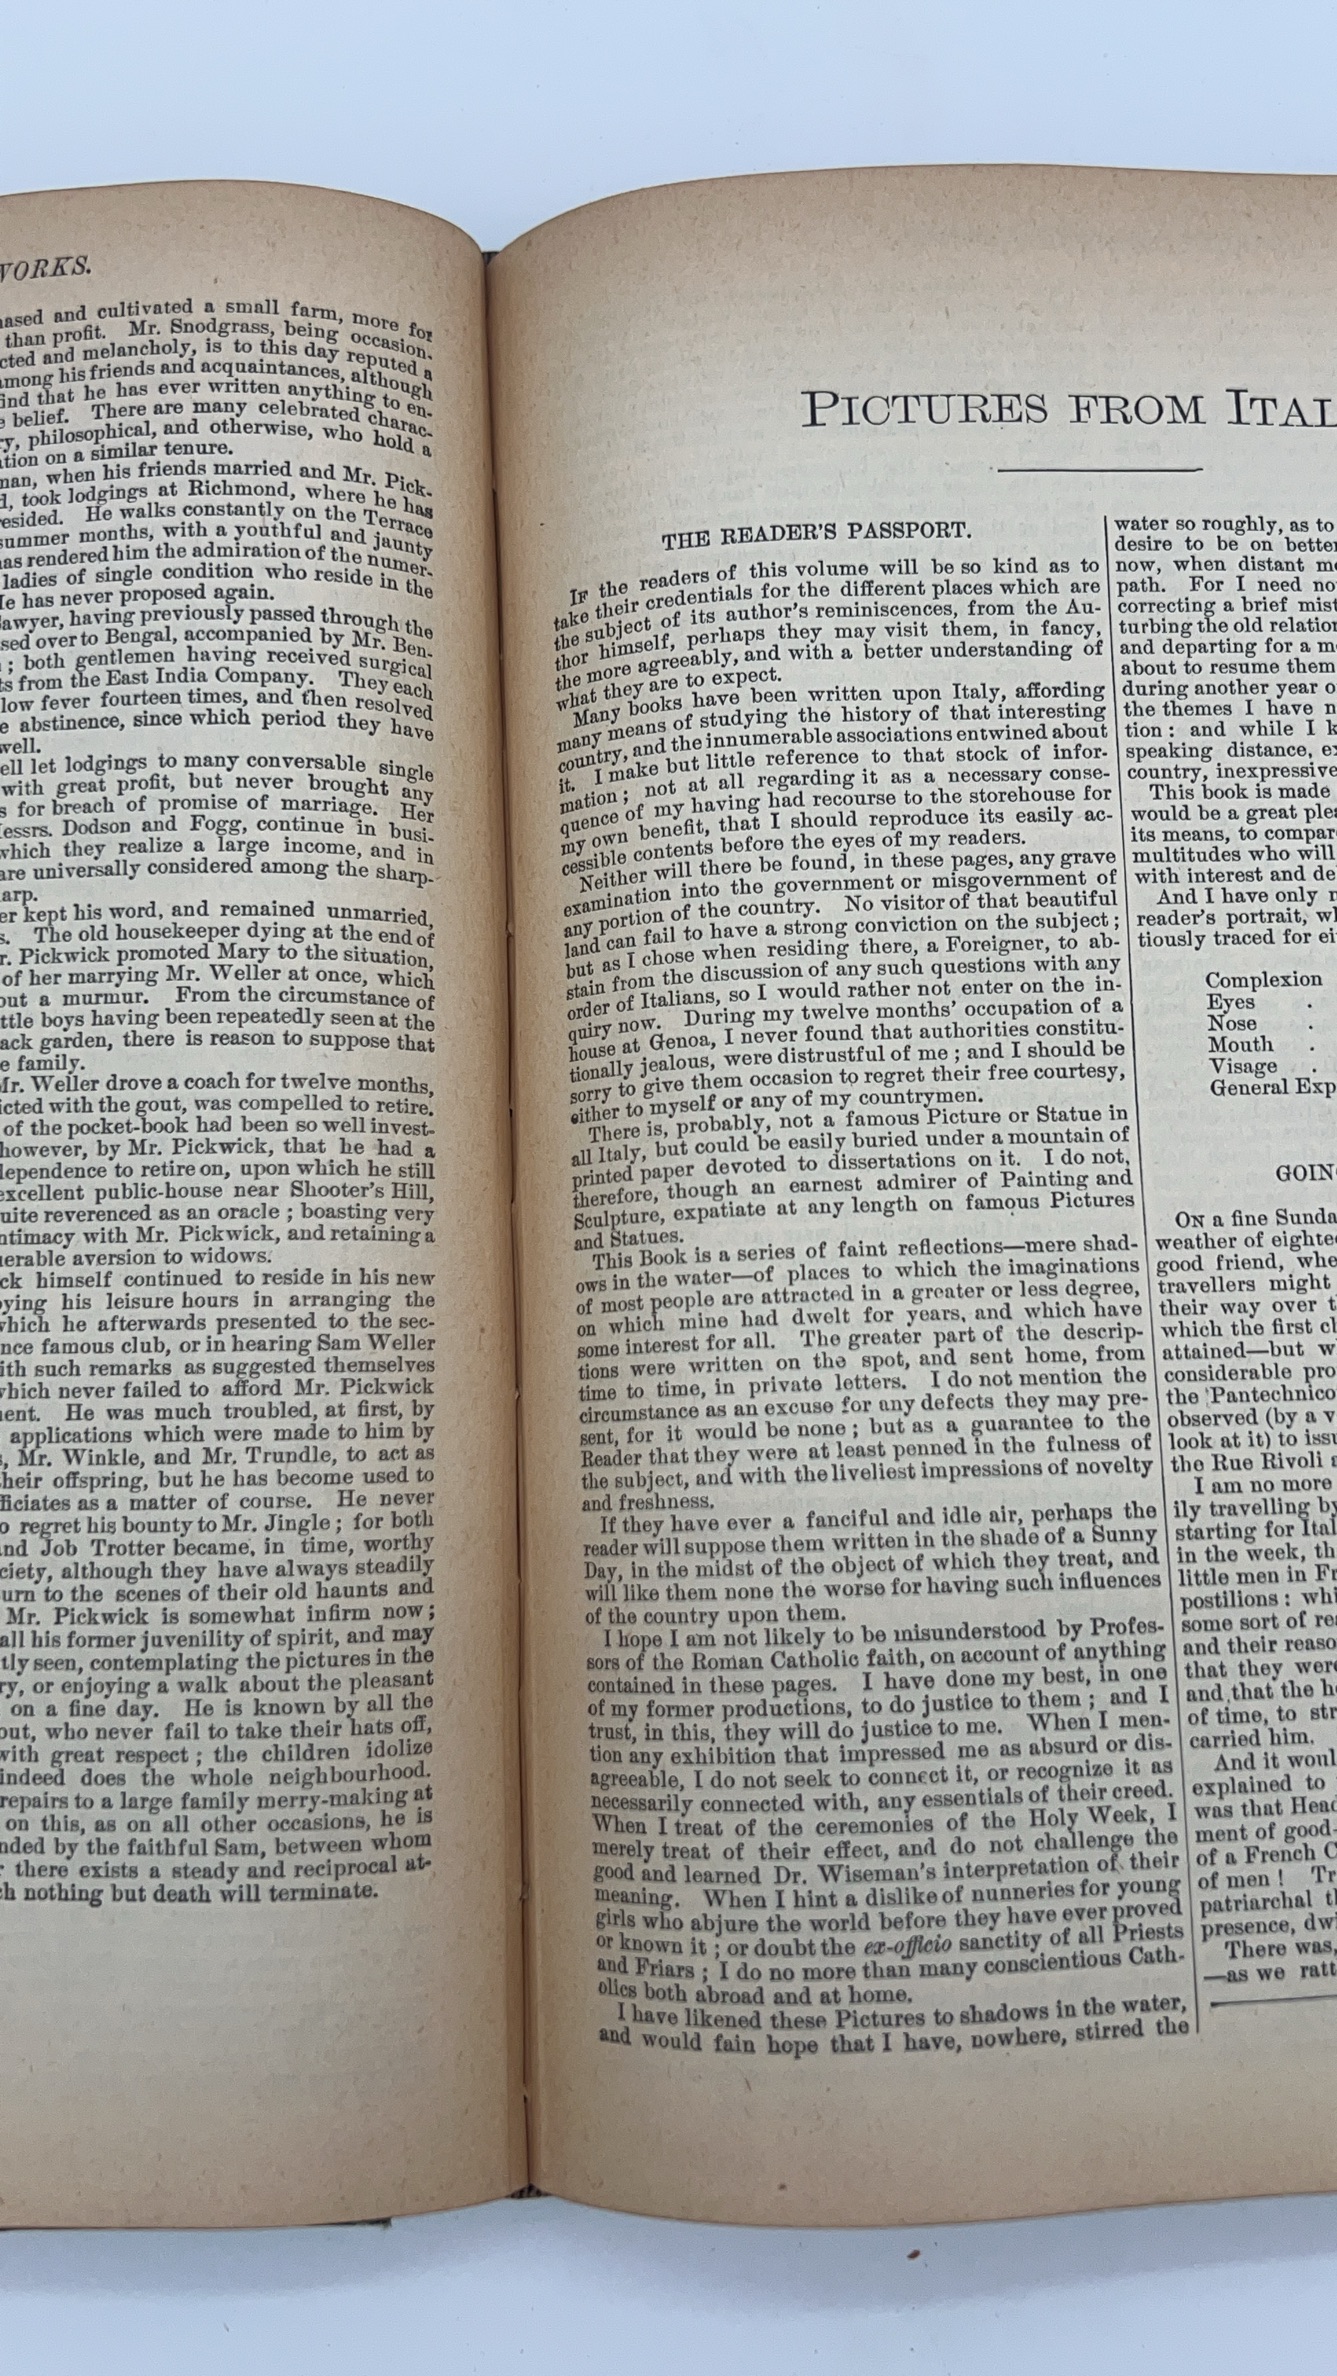 WORKS.
and cultivated a small farm, more for
than profit. Mr. Snodgrass, being occasion-
and melancholy, is to this day reputed a
among his friends and acquaintances, although
find that he has ever written anything to en-
belief. There are many celebrated charac-
philosophical, and otherwise, who hold a
on a similar tenure.
when his friends married and Mr. Pick-
took lodgings at Richmond, where he has
resided. He walks constantly on the Terrace
summer months, with a youthful and jaunty
has rendered him the admiration of the numer-
ladies of single condition who reside in the
He has never proposed again.
lawyer, having previously passed through the
over to Bengal, accompanied by Mr. Ben-
; both gentlemen having received surgical
from the East India Company. They each
low fever fourteen times, and then resolved
abstinence, since which period they have
well.
let lodgings to many conversable single
with great profit, but never brought any
for breach of promise of marriage. Her
Messrs. Dodson and Fogg, continue in busi-
which they realize a large income, and in
are universally considered among the sharp-
arp.
kept his word, and remained unmarried,
The old housekeeper dying at the end of
Pickwick promoted Mary to the situation,
of her marrying Mr. Weller at once, which
out a murmur. From the circumstance of
little boys having been repeatedly seen at the
back garden, there is reason to suppose that
family.
Mr. Weller drove a coach for twelve months,
with the gout, was compelled to retire.
of the pocket-book had been so well invest-
however, by Mr. Pickwick, that he had a
to retire on, upon which he still
excellent public-house near Shooter's Hill,
quite reverenced as an oracle ; boasting very
intimacy with Mr. Pickwick, and retaining a
aversion to widows.
himself continued to reside in his new
his leisure hours in arranging the
which he afterwards presented to the sec-
once famous club, or in hearing Sam Weller
with such remarks as suggested themselves
which never failed to afford Mr. Pickwick
He was much troubled, at first, by
applications which were made to him by
Mr. Winkle, and Mr. Trundle, to act as
their offspring, but he has become used to
officiates as a matter of course. He never
regret his bounty to Mr. Jingle ; for both
and Job Trotter became, in time, worthy
although they have always steadily
to the scenes of their old haunts and
Mr. Pickwick is somewhat infirm now ;
all his former juvenility of spirit, and may
seen, contemplating the pictures in the
or enjoying a walk about the pleasant
on a fine day. He is known by all the
who never fail to take their hats off,
with great respect ; the children idolize
indeed does the whole neighbourhood.
repairs to a large family merry-making at
on this, as on all other occasions, he is
by the faithful Sam, between whom
there exists a steady and reciprocal at-
nothing but death will terminate.
PICTURES FROM ITAL
THE READER'S PASSPORT.
IF the readers of this volume will be so kind as to
take their credentials for the different places which are
the subject of its author's reminiscences, from the Au-
thor himself, perhaps they may visit them, in fancy,
the more agreeably, and with a better understanding of
what they are to expect.
Many books have been written upon Italy, affording
many means of studying the history of that interesting
country, and the innumerable associations entwined about
it. I make but little reference to that stock of infor-
mation ; not at all regarding it as a necessary conse-
quence of my having had recourse to the storehouse for
my own benefit, that I should reproduce its easily ac-
cessible contents before the eyes of my readers.
Neither will there be found, in these pages, any grave
examination into the government or misgovernment of
any portion of the country. No visitor of that beautiful
land can fail to have a strong conviction on the subject ;
but as I chose when residing there, a Foreigner, to ab-
stain from the discussion of any such questions with any
order of Italians, so I would rather not enter on the in-
quiry now. During my twelve months' occupation of a
house at Genoa, I never found that authorities constitu-
tionally jealous, were distrustful of me ; and I should be
sorry to give them occasion to regret their free courtesy,
either to myself or any of my countrymen.
There is, probably, not a famous Picture or Statue in
all Italy, but could be easily buried under a mountain of
printed paper devoted to dissertations on it. I do not,
therefore, though an earnest admirer of Painting and
Sculpture, expatiate at any length on famous Pictures
and Statues.
This Book is a series of faint reflections—mere shad-
ows in the water—of places to which the imaginations
of most people are attracted in a greater or less degree,
on which mine had dwelt for years, and which have
some interest for all. The greater part of the descrip-
tions were written on the spot, and sent home, from
time to time, in private letters. I do not mention the
circumstance as an excuse for any defects they may pre-
sent, for it would be none ; but as a guarantee to the
Reader that they were at least penned in the fulness of
the subject, and with the liveliest impressions of novelty
and freshness.
If they have ever a fanciful and idle air, perhaps the
reader will suppose them written in the shade of a Sunny
Day, in the midst of the object of which they treat, and
will like them none the worse for having such influences
of the country upon them.
I hope I am not likely to be misunderstood by Profes-
sors of the Roman Catholic faith, on account of anything
contained in these pages. I have done my best, in one
of my former productions, to do justice to them ; and I
trust, in this, they will do justice to me. When I men-
tion any exhibition that impressed me as absurd or dis-
agreeable, I do not seek to connect it, or recognize it as
necessarily connected with, any essentials of their creed.
When I treat of the ceremonies of the Holy Week, I
merely treat of their effect, and do not challenge the
good and learned Dr. Wiseman's interpretation of their
meaning. When I hint a dislike of nunneries for young
girls who abjure the world before they have ever proved
or known it ; or doubt the ex-officio sanctity of all Priests
and Friars ; I do no more than many conscientious Cath-
olics both abroad and at home.
I have likened these Pictures to shadows in the water,
and would fain hope that I have, nowhere, stirred the
water so roughly, as to
desire to be on better
now, when distant
path. For I need
correcting a brief
turbing the old
and departing for a
about to resume them
during another year
the themes I have
tion : and while I
speaking distance,
country,
This book is made
would be a great
its means, to
multitudes who will
with interest and
And I have only
reader's portrait,
tiously traced for
Complexion
Eyes .
Nose .
Mouth .
Visage .
General
GOING
ON a fine
weather of
good friend,
travellers might
their way over
which the first
attained—but
considerable
the
observed (by a
look at it) to
the Rue Rivoli
I am no more
ily travelling by
starting for
in the week,
little men in
postilions :
some sort of
and their
that they were
and that the
of time, to
carried him.
And it
explained to
was that
ment of good-
of a French
of men !
patriarchal
presence,
There was,
—as we